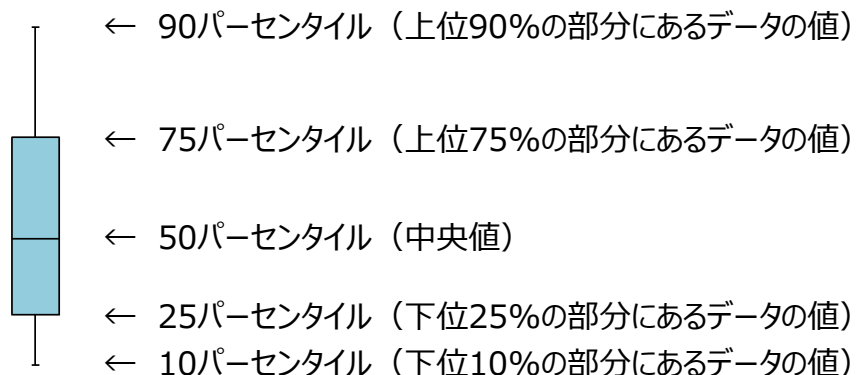 ← 90パーセンタイル（上位90%の部分にあるデータの値）
← 75パーセンタイル（上位75%の部分にあるデータの値）
← 50パーセンタイル（中央値）
← 25パーセンタイル（下位25%の部分にあるデータの値）
← 10パーセンタイル（下位10%の部分にあるデータの値）